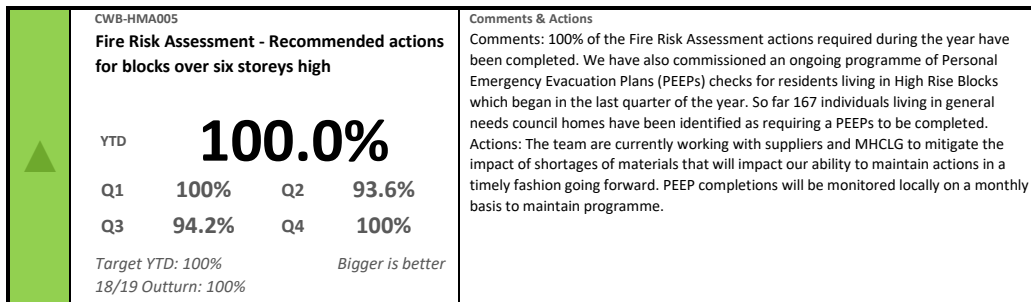 CWB-HMA005
Fire Risk Assessment - Recommended actions
for blocks over six storeys high
YTD 100.0%
Q1 100% Q2 93.6%
Q3 94.2% Q4 100%
Target YTD: 100% Bigger is better
18/19 Outturn: 100%
Comments & Actions
Comments: 100% of the Fire Risk Assessment actions required during the year have
been completed. We have also commissioned an ongoing programme of Personal
Emergency Evacuation Plans (PEEPs) checks for residents living in High Rise Blocks
which began in the last quarter of the year. So far 167 individuals living in general
needs council homes have been identified as requiring a PEEPs to be completed.
Actions: The team are currently working with suppliers and MHCLG to mitigate the
impact of shortages of materials that will impact our ability to maintain actions in a
timely fashion going forward. PEEP completions will be monitored locally on a monthly
basis to maintain programme.